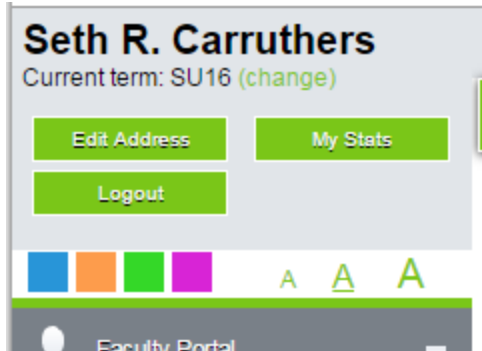 Seth R. Carruthers
Current term: SU16 (change)
Edit Address My Stats
Logout
A A A
Faculty Portal